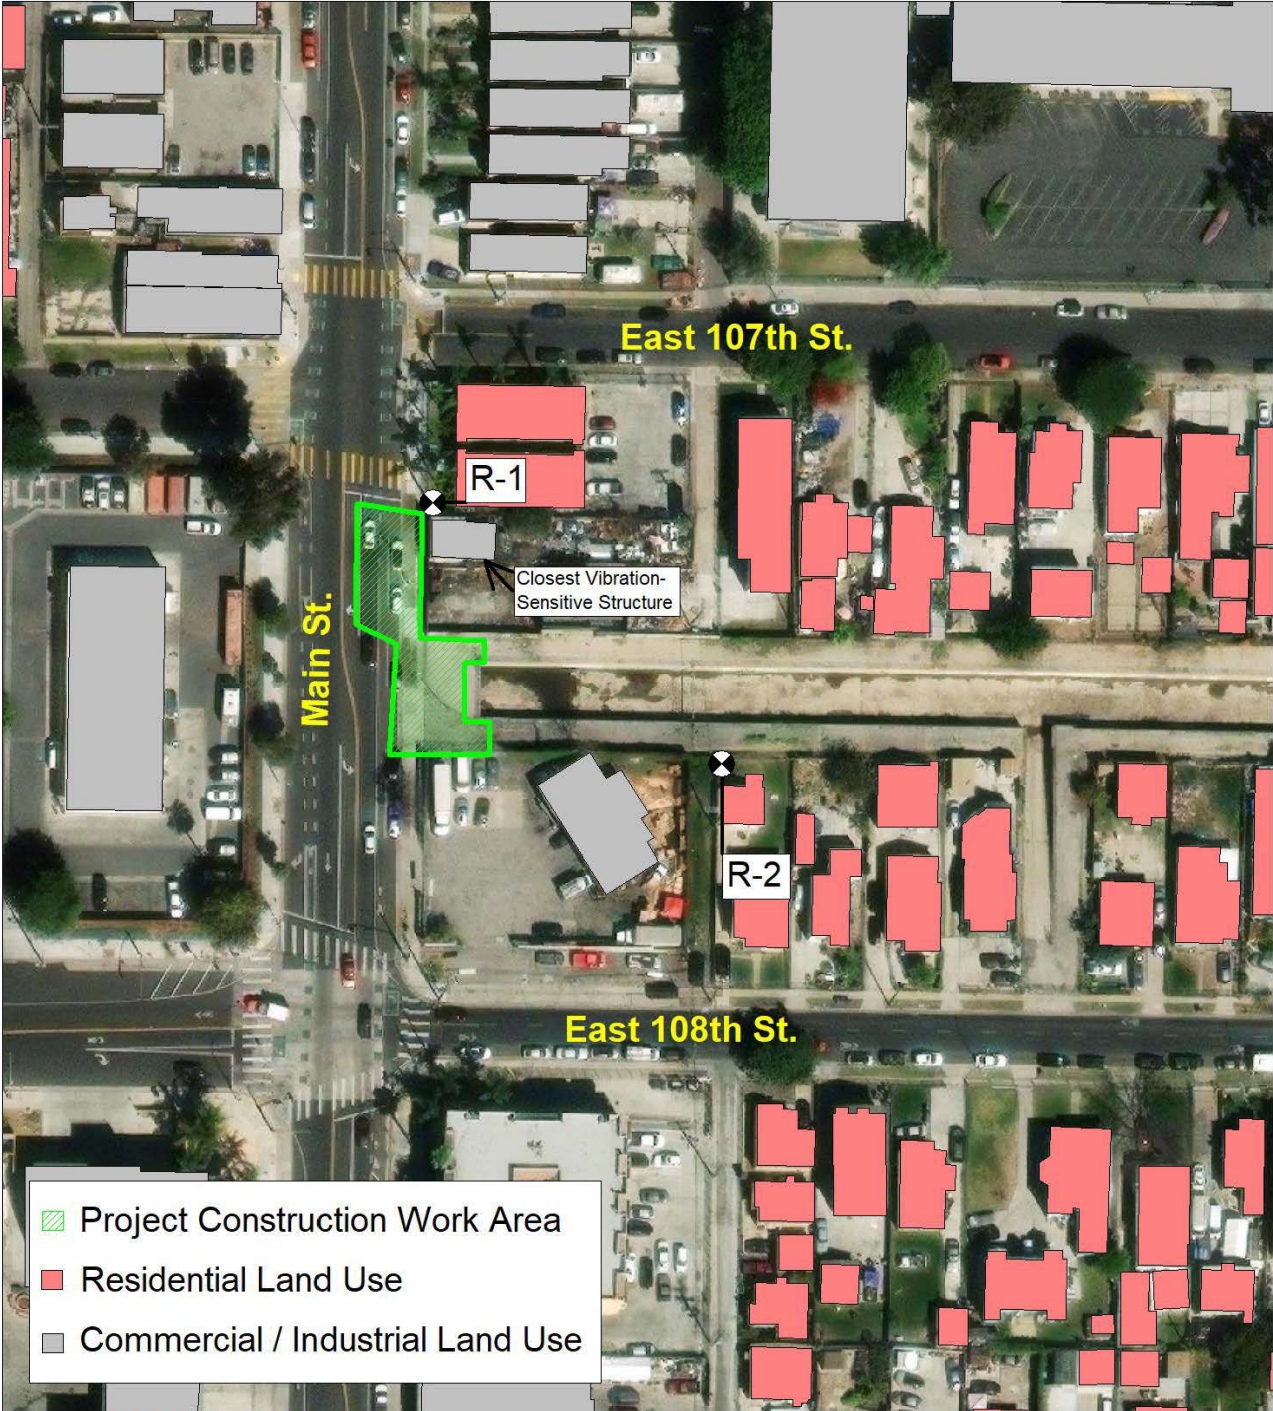 East 107th St.
R-1
Closest Vibration-
Sensitive Structure
Main St.
R-2
East 108th St.
Project Construction Work Area
Residential Land Use
Commercial / Industrial Land Use